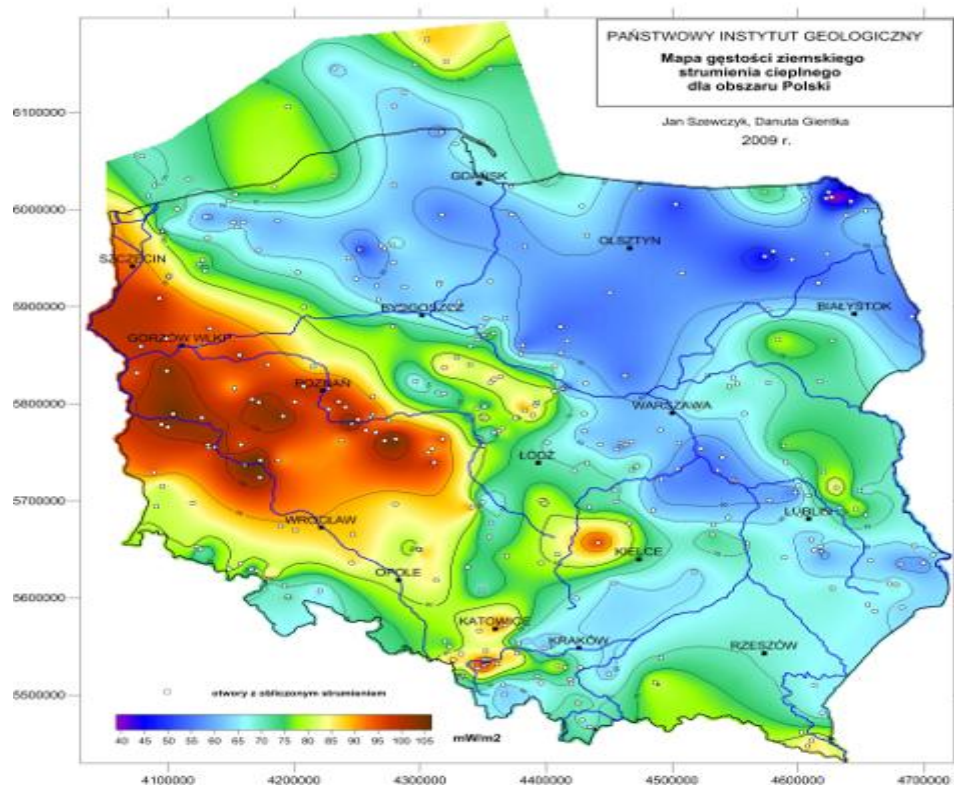 PAŃSTWOWY INSTYTUT GEOLOGICZNY
Mapa gęstości ziemskiego
strumienia cieplnego
dla obszaru Polski
Jan Szewczyk, Danuta Gientka
2009 r.
6100000
6000000
5900000
5800000
5700000
5600000
5500000
GDAŃSK
OLSZTYN
SZCZECIN
BYDGOSZCZ
BIAŁYSTOK
GORZÓW WLKP
POZNAŃ
WARSZAWA
ŁÓDŹ
LUBLIN
WROCŁAW
KIELCE
OPOLE
KATOWICE
KRAKÓW
RZESZÓW
otwory z obliczonym strumieniem
40 45 50 55 60 65 70 75 80 85 90 95 100 105
mW/m2
4100000 4200000 4300000 4400000 4500000 4600000 4700000